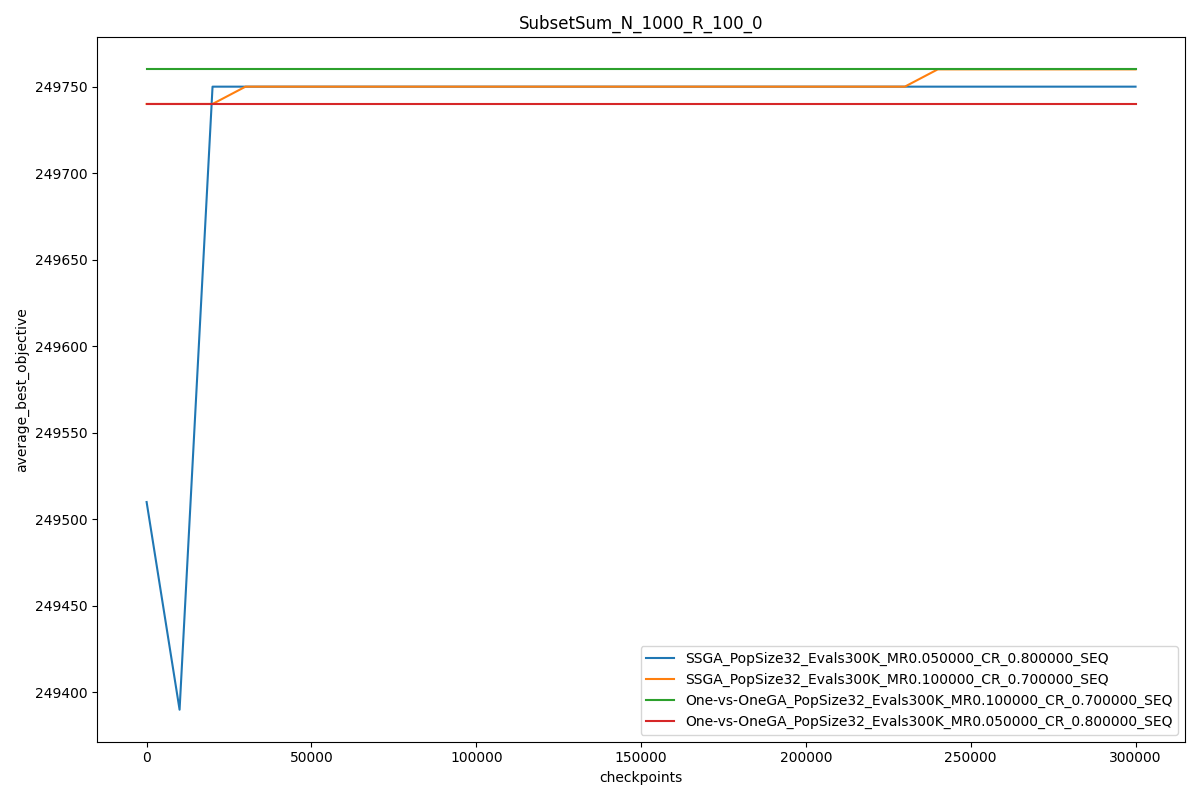 SubsetSum_N_1000_R_100_0
average_best_objective
249750
249700
249650
249600
249550
249500
249450
249400
SSGA_PopSize32_Evals300K_MR0.050000_CR_0.800000_SEQ
SSGA_PopSize32_Evals300K_MR0.100000_CR_0.700000_SEQ
One-vs-OneGA_PopSize32_Evals300K_MR0.100000_CR_0.700000_SEQ
One-vs-OneGA_PopSize32_Evals300K_MR0.050000_CR_0.800000_SEQ
0 50000 100000 150000 200000 250000 300000
checkpoints